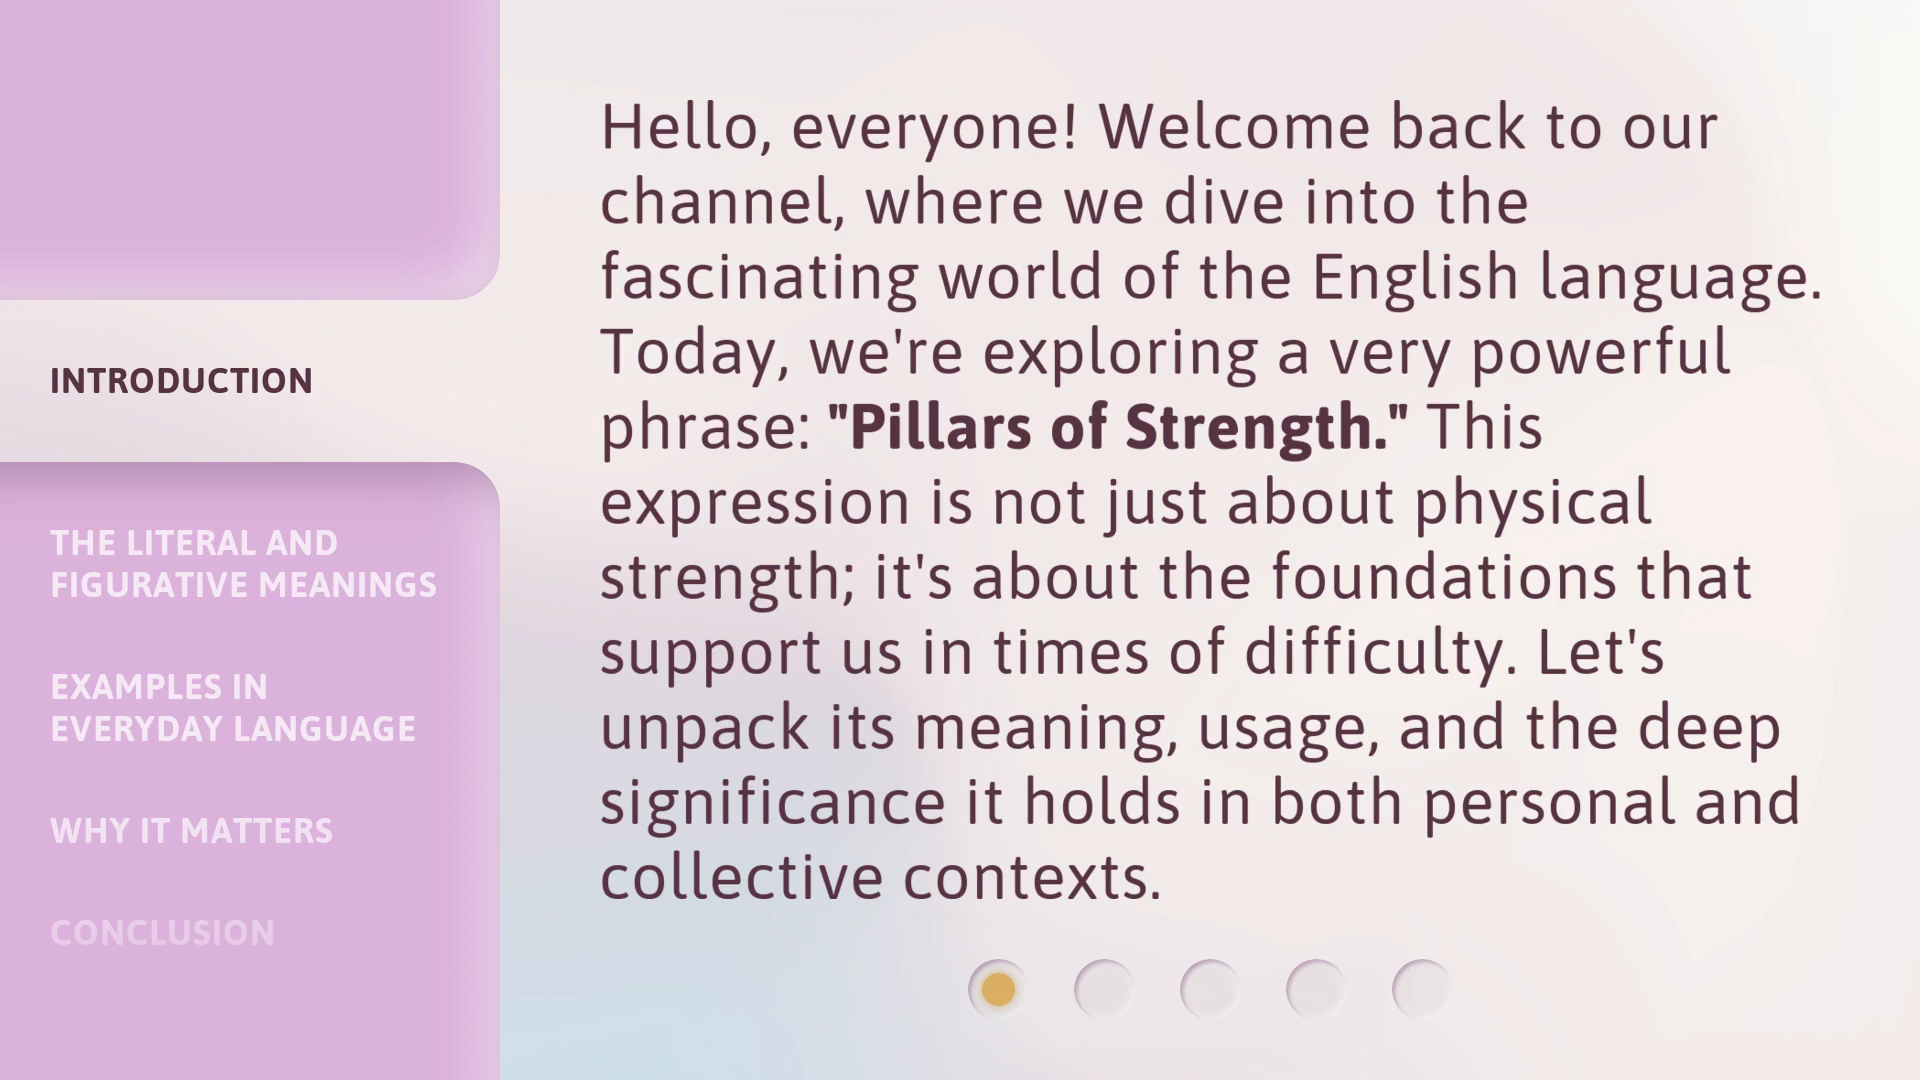 INTRODUCTION
THE LITERAL AND
FIGURATIVE MEANINGS
EXAMPLES IN
EVERYDAY LANGUAGE
WHY IT MATTERS
CONCLUSION
Hello, everyone! Welcome back to our
channel, where we dive into the
fascinating world of the English language.
Today, we're exploring a very powerful
phrase: "Pillars of Strength." This
expression is not just about physical
strength; it's about the foundations that
support us in times of difficulty. Let's
unpack its meaning, usage, and the deep
significance it holds in both personal and
collective contexts.